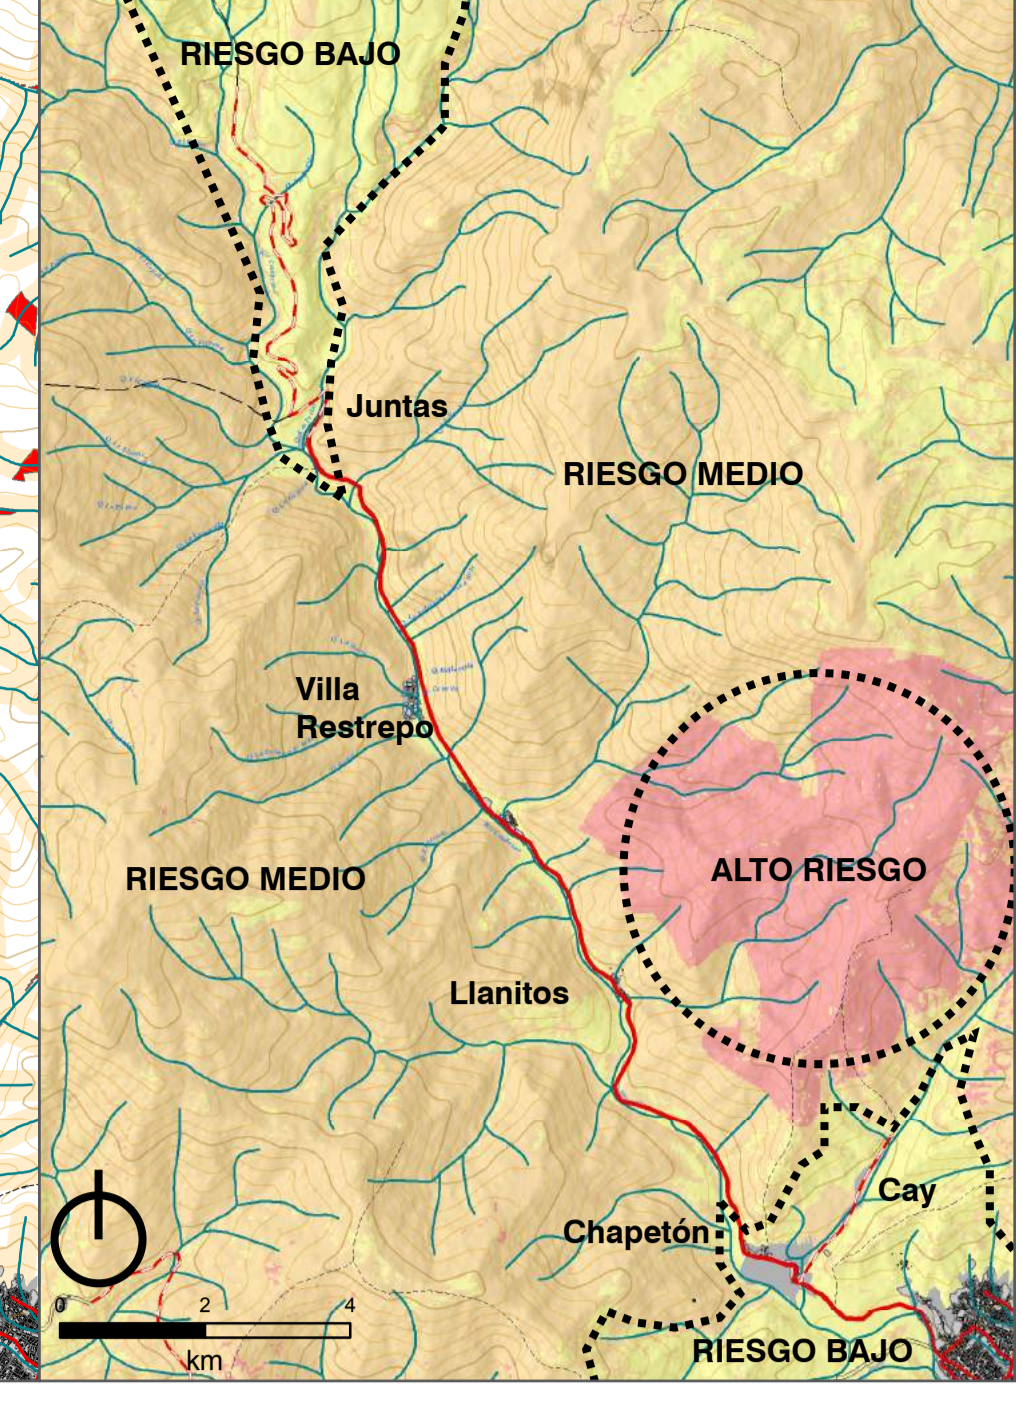 RIESGO BAJO
Juntas
RIESGO MEDIO
Villa
Restrepo
ALTO RIESGO
RIESGO MEDIO
Llanitos
Cay
Chapetón
0 2 4
km
RIESGO BAJO